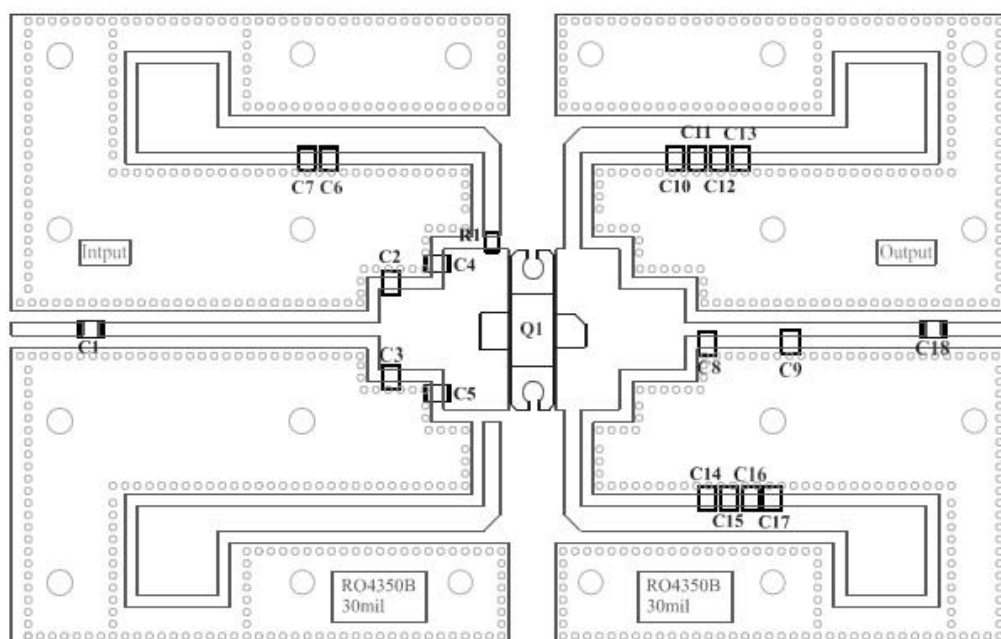 C11 C13
C7 C6
C10 C12
R1
Intput
Output
C2 C4
Q1
C1
C8 C9 C18
C3
C5
C14 C16
C15 C17
RO4350B
30mil
RO4350B
30mil